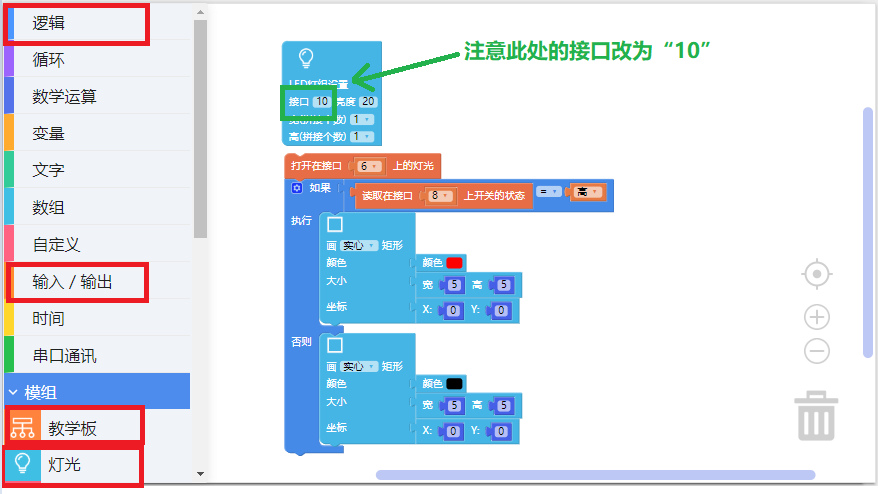 逻辑
循环
数学运算
变量
文字
数组
自定义
输入 / 输出
时间
串口通讯
模组
教学板
灯光
注意此处的接口改为“10”
LED灯组设置
接口 10 亮度 20
宽(拼接个数) 1
高(拼接个数) 1
打开在接口 6 上的灯光
如果 读取在接口 8 上开关的状态 = 高
执行
画 实心 矩形
颜色 颜色
大小 宽 5 高 5
坐标 X: 0 Y: 0
否则
画 实心 矩形
颜色 颜色
大小 宽 5 高 5
坐标 X: 0 Y: 0